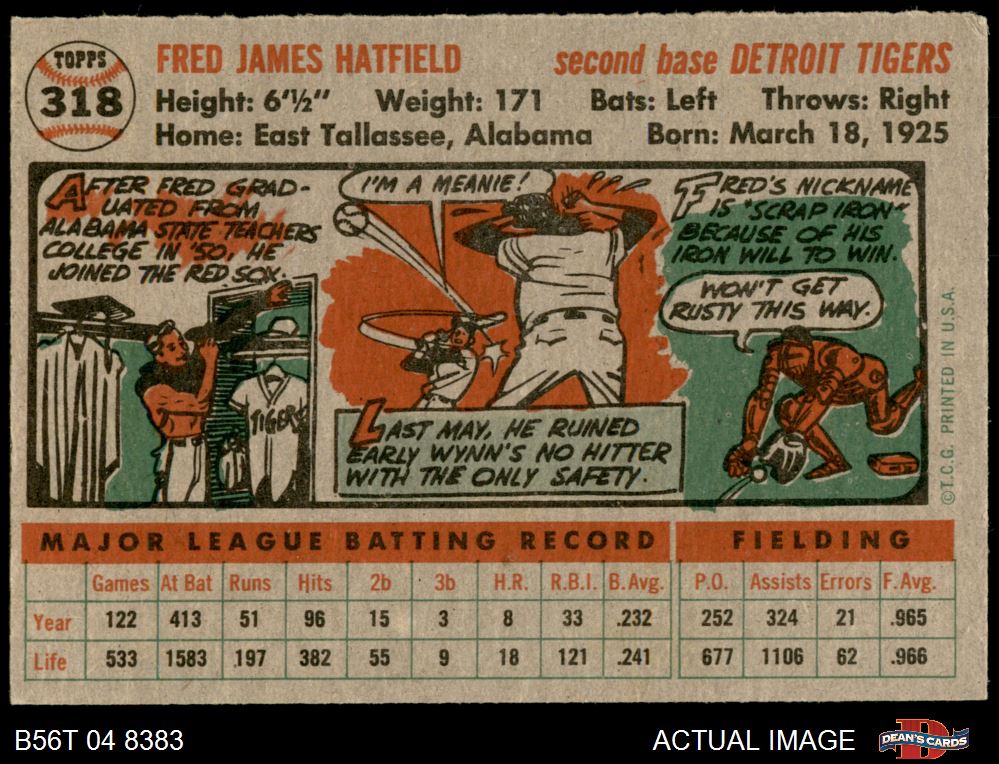 TOPPS
318
FRED JAMES HATFIELD second base DETROIT TIGERS
Height: 6'½" Weight: 171 Bats: Left Throws: Right
Home: East Tallassee, Alabama Born: March 18, 1925
AFTER FRED GRAD-
UATED FROM
ALABAMA STATE TEACHERS
COLLEGE IN '50, HE
JOINED THE RED SOX.
TIGERS
I'M A MEANIE!
LAST MAY, HE RUINED
EARLY WYNN'S NO HITTER
WITH THE ONLY SAFETY.
FRED'S NICKNAME
IS "SCRAP IRON"
BECAUSE OF HIS
IRON WILL TO WIN.
WON'T GET
RUSTY THIS WAY.
©T.C.G. PRINTED IN U.S.A.
MAJOR LEAGUE BATTING RECORD FIELDING
Games At Bat Runs Hits 2b 3b H.R. R.B.I. B.Avg. P.O. Assists Errors F.Avg.
Year 122 413 51 96 15 3 8 33 .232 252 324 21 .965
Life 533 1583 197 382 55 9 18 121 .241 677 1106 62 .966
B56T 04 8383 ACTUAL IMAGE DEAN'S CARDS